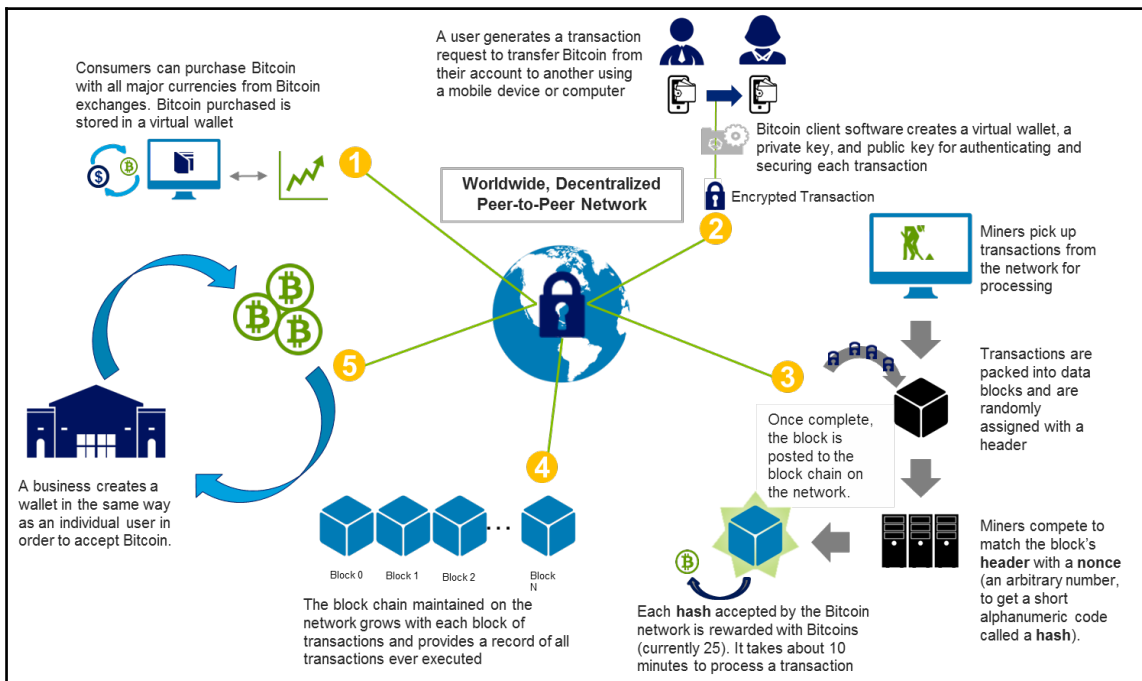 Consumers can purchase Bitcoin
with all major currencies from Bitcoin
exchanges. Bitcoin purchased is
stored in a virtual wallet
$
B
1
A user generates a transaction
request to transfer Bitcoin from
their account to another using
a mobile device or computer
Bitcoin client software creates a virtual wallet, a
private key, and public key for authenticating and
securing each transaction
Encrypted Transaction
2
Worldwide, Decentralized
Peer-to-Peer Network
Miners pick up
transactions from
the network for
processing
3
Transactions are
packed into data
blocks and are
randomly
assigned with a
header
Once complete,
the block is
posted to the
block chain on
the network.
Miners compete to
match the block's
header with a nonce
(an arbitrary number,
to get a short
alphanumeric code
called a hash).
B
Each hash accepted by the Bitcoin
network is rewarded with Bitcoins
(currently 25). It takes about 10
minutes to process a transaction
4
...
Block 0
Block 1
Block 2
Block
N
The block chain maintained on the
network grows with each block of
transactions and provides a record of all
transactions ever executed
5
B
B
B
A business creates a
wallet in the same way
as an individual user in
order to accept Bitcoin.